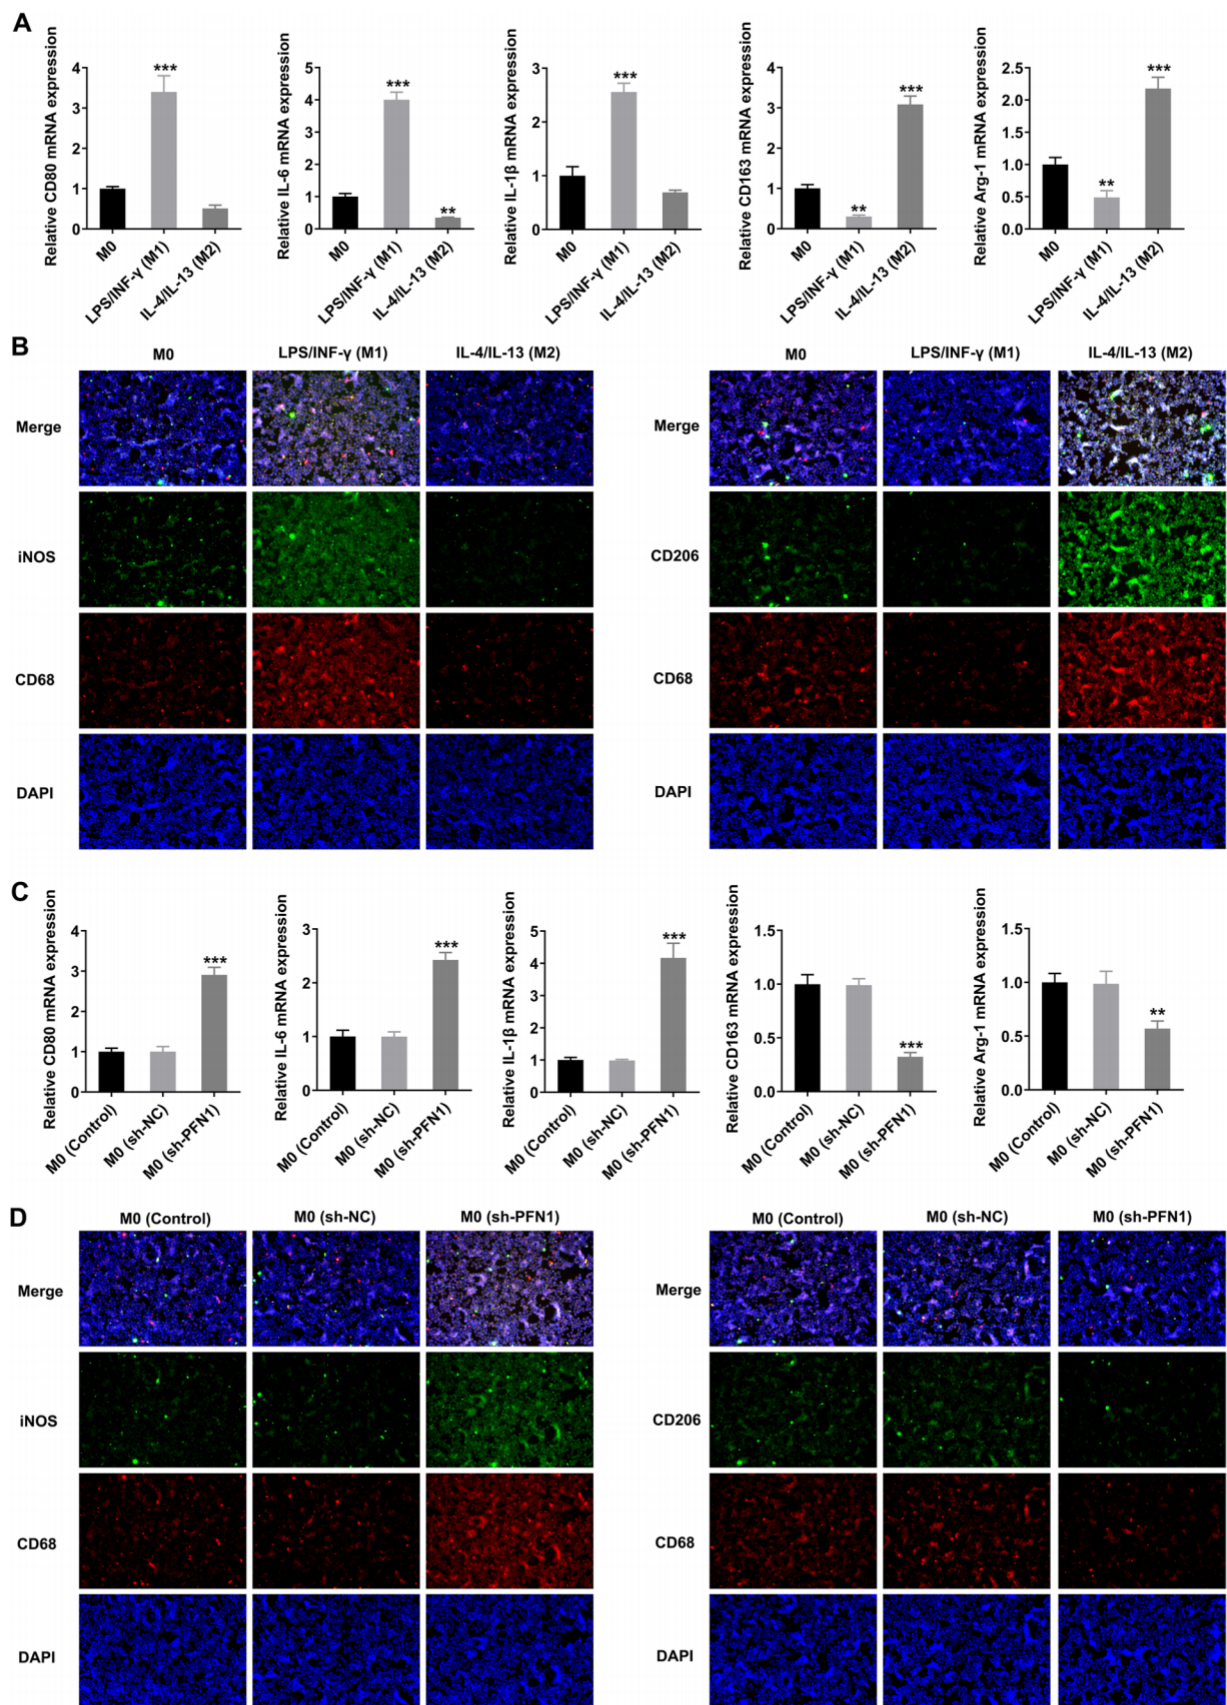 A
Relative CD80 mRNA expression
4
3
2
1
0
***
M0
LPS/INF-γ (M1)
IL-4/IL-13 (M2)
Relative IL-6 mRNA expression
6
5
4
3
2
1
0
***
**
M0
LPS/INF-γ (M1)
IL-4/IL-13 (M2)
Relative IL-1β mRNA expression
3
2
1
0
***
M0
LPS/INF-γ (M1)
IL-4/IL-13 (M2)
Relative CD163 mRNA expression
4
3
2
1
0
**
***
M0
LPS/INF-γ (M1)
IL-4/IL-13 (M2)
Relative Arg-1 mRNA expression
2.5
2.0
1.5
1.0
0.5
0.0
**
***
M0
LPS/INF-γ (M1)
IL-4/IL-13 (M2)
B
M0 LPS/INF-γ (M1) IL-4/IL-13 (M2)
Merge
iNOS
CD68
DAPI
M0 LPS/INF-γ (M1) IL-4/IL-13 (M2)
Merge
CD206
CD68
DAPI
C
Relative CD80 mRNA expression
4
3
2
1
0
***
M0 (Control)
M0 (sh-NC)
M0 (sh-PFN1)
Relative IL-6 mRNA expression
3
2
1
0
***
M0 (Control)
M0 (sh-NC)
M0 (sh-PFN1)
Relative IL-1β mRNA expression
5
4
3
2
1
0
***
M0 (Control)
M0 (sh-NC)
M0 (sh-PFN1)
Relative CD163 mRNA expression
1.5
1.0
0.5
0.0
***
M0 (Control)
M0 (sh-NC)
M0 (sh-PFN1)
Relative Arg-1 mRNA expression
1.5
1.0
0.5
0.0
**
M0 (Control)
M0 (sh-NC)
M0 (sh-PFN1)
D
M0 (Control) M0 (sh-NC) M0 (sh-PFN1)
Merge
iNOS
CD68
DAPI
M0 (Control) M0 (sh-NC) M0 (sh-PFN1)
Merge
CD206
CD68
DAPI